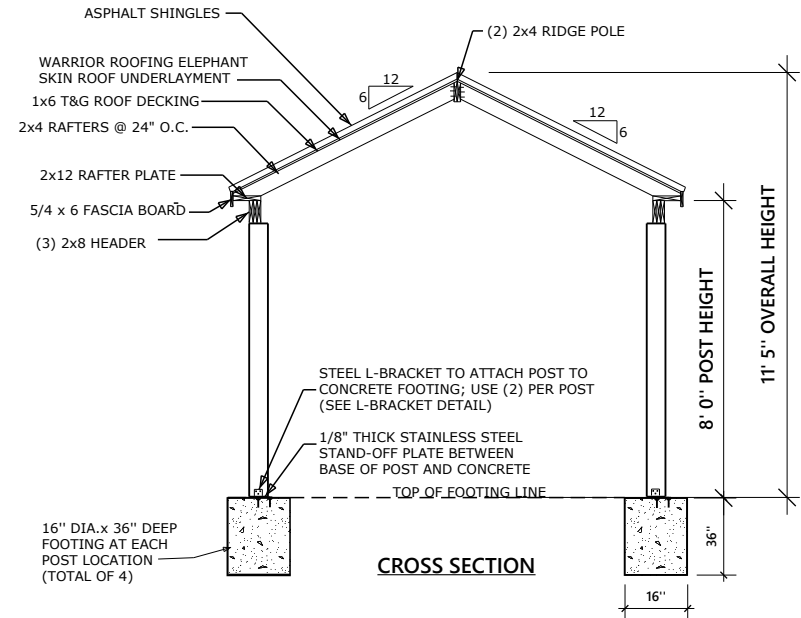 ASPHALT SHINGLES
(2) 2x4 RIDGE POLE
WARRIOR ROOFING ELEPHANT
SKIN ROOF UNDERLAYMENT
12
6
1x6 T&G ROOF DECKING
12
6
2x4 RAFTERS @ 24" O.C.
2x12 RAFTER PLATE
5/4 x 6 FASCIA BOARD
(3) 2x8 HEADER
8' 0" POST HEIGHT
11' 5" OVERALL HEIGHT
STEEL L-BRACKET TO ATTACH POST TO
CONCRETE FOOTING; USE (2) PER POST
(SEE L-BRACKET DETAIL)
1/8" THICK STAINLESS STEEL
STAND-OFF PLATE BETWEEN
BASE OF POST AND CONCRETE
TOP OF FOOTING LINE
16" DIA.x 36" DEEP
FOOTING AT EACH
POST LOCATION
(TOTAL OF 4)
36"
CROSS SECTION
16"